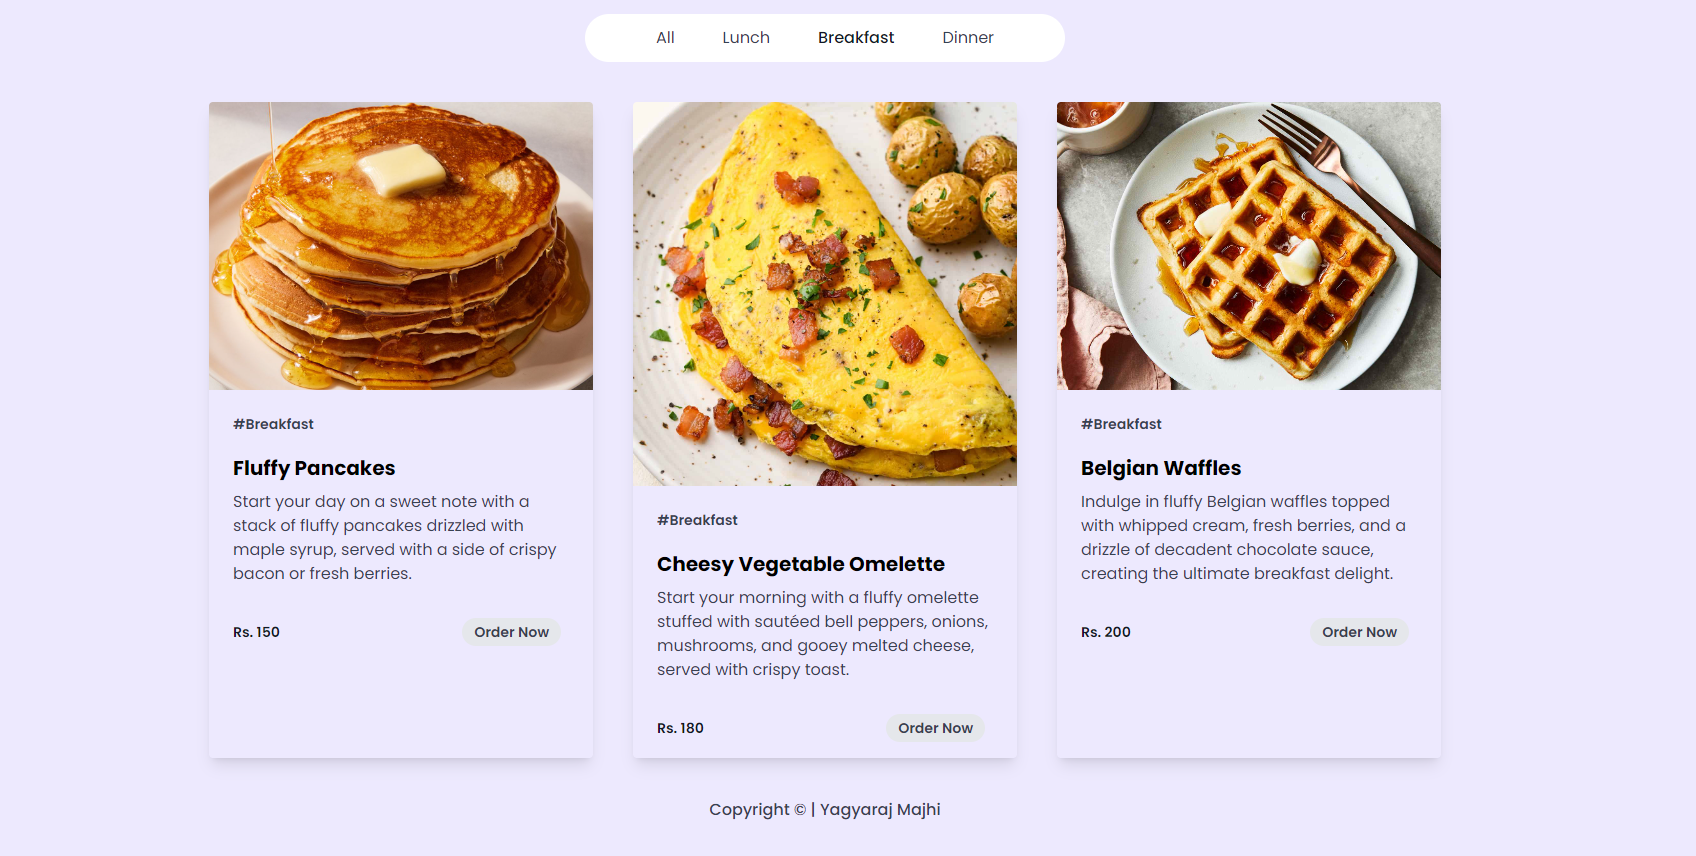 All Lunch Breakfast Dinner
#Breakfast
Fluffy Pancakes
Start your day on a sweet note with a
stack of fluffy pancakes drizzled with
maple syrup, served with a side of crispy
bacon or fresh berries.
Rs. 150 Order Now
#Breakfast
Cheesy Vegetable Omelette
Start your morning with a fluffy omelette
stuffed with sautéed bell peppers, onions,
mushrooms, and gooey melted cheese,
served with crispy toast.
Rs. 180 Order Now
#Breakfast
Belgian Waffles
Indulge in fluffy Belgian waffles topped
with whipped cream, fresh berries, and a
drizzle of decadent chocolate sauce,
creating the ultimate breakfast delight.
Rs. 200 Order Now
Copyright © | Yagyaraj Majhi